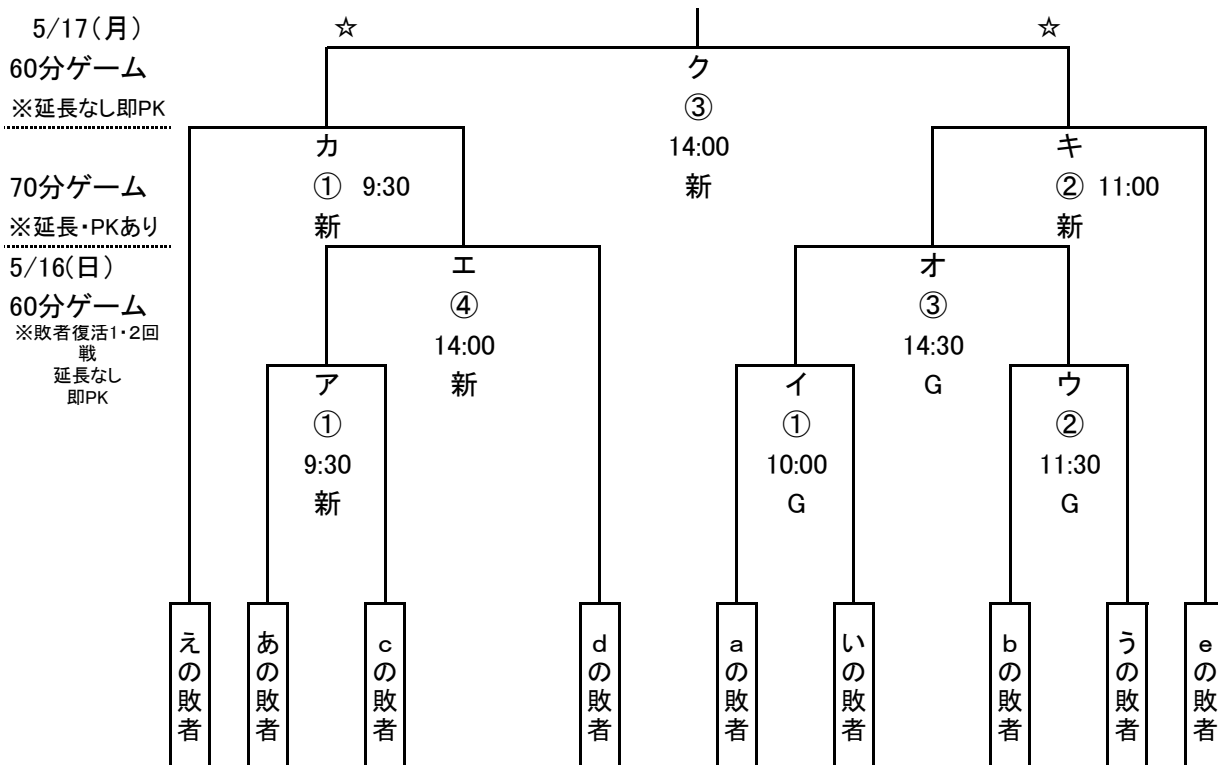 5/17(月)
☆
☆
60分ゲーム
※延長なし即PK
ク
③
14:00
新
カ
① 9:30
新
キ
② 11:00
新
70分ゲーム
※延長・PKあり
5/16(日)
60分ゲーム
※敗者復活1・2回
戦
延長なし
即PK
エ
④
14:00
新
オ
③
14:30
G
ア
①
9:30
新
イ
①
10:00
G
ウ
②
11:30
G
えの敗者
あの敗者
cの敗者
dの敗者
aの敗者
いの敗者
bの敗者
うの敗者
eの敗者